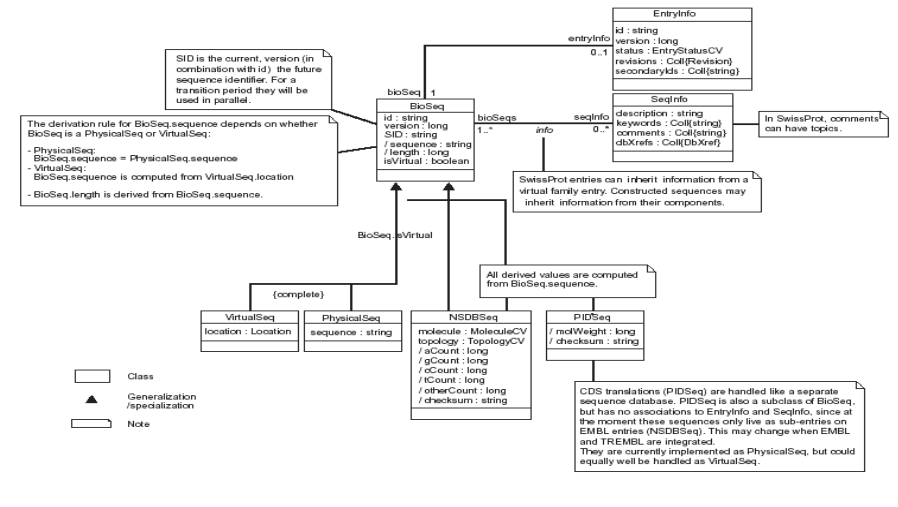 EntryInfo
id : string
version : long
status : EntryStatusCV
revisions : Coll{Revision}
secondaryIds : Coll{string}
entryInfo
0..1
SID is the current, version (in
combination with id) the future
sequence identifier. For a
transition period they will be
used in parallel.
bioSeq
1
BioSeq
id : string
version : long
SID : string
/ sequence : string
/ length : long
isVirtual : boolean
bioSeqs
1..*
info
seqInfo
0..*
SeqInfo
description : string
keywords : Coll{string}
comments : Coll{string}
dbXrefs : Coll{DbXref}
In SwissProt, comments
can have topics.
The derivation rule for BioSeq.sequence depends on whether
BioSeq is a PhysicalSeq or VirtualSeq:
- PhysicalSeq:
BioSeq.sequence = PhysicalSeq.sequence
- VirtualSeq:
BioSeq.sequence is computed from VirtualSeq.location
- BioSeq.length is derived from BioSeq.sequence.
SwissProt entries can inherit information from a
virtual family entry. Constructed sequences may
inherit information from their components.
BioSeq.isVirtual
{complete}
All derived values are computed
from BioSeq.sequence.
VirtualSeq
location : Location
PhysicalSeq
sequence : string
NSDBSeq
molecule : MoleculeCV
topology : TopologyCV
/ aCount : long
/ gCount : long
/ cCount : long
/ tCount : long
/ otherCount : long
/ checksum : string
PIDSeq
/ molWeight : long
/ checksum : string
Class
Generalization
/specialization
Note
CDS translations (PIDSeq) are handled like a separate
sequence database. PIDSeq is also a subclass of BioSeq,
but has no associations to EntryInfo and SeqInfo, since at
the moment these sequences only live as sub-entries on
EMBL entries (NSDBSeq). This may change when EMBL
and TREMBL are integrated.
They are currently implemented as PhysicalSeq, but could
equally well be handled as VirtualSeq.